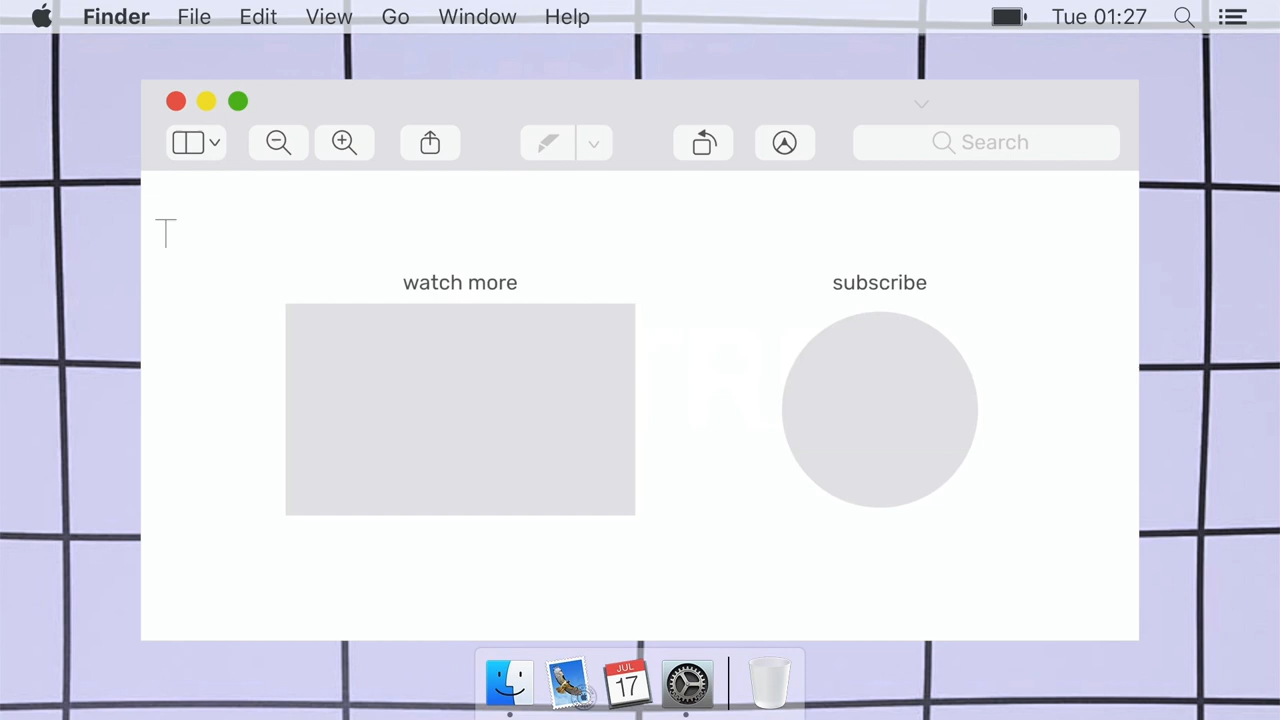 Finder File Edit View Go Window Help Tue 01:27
Search
T
watch more subscribe
JUL
17